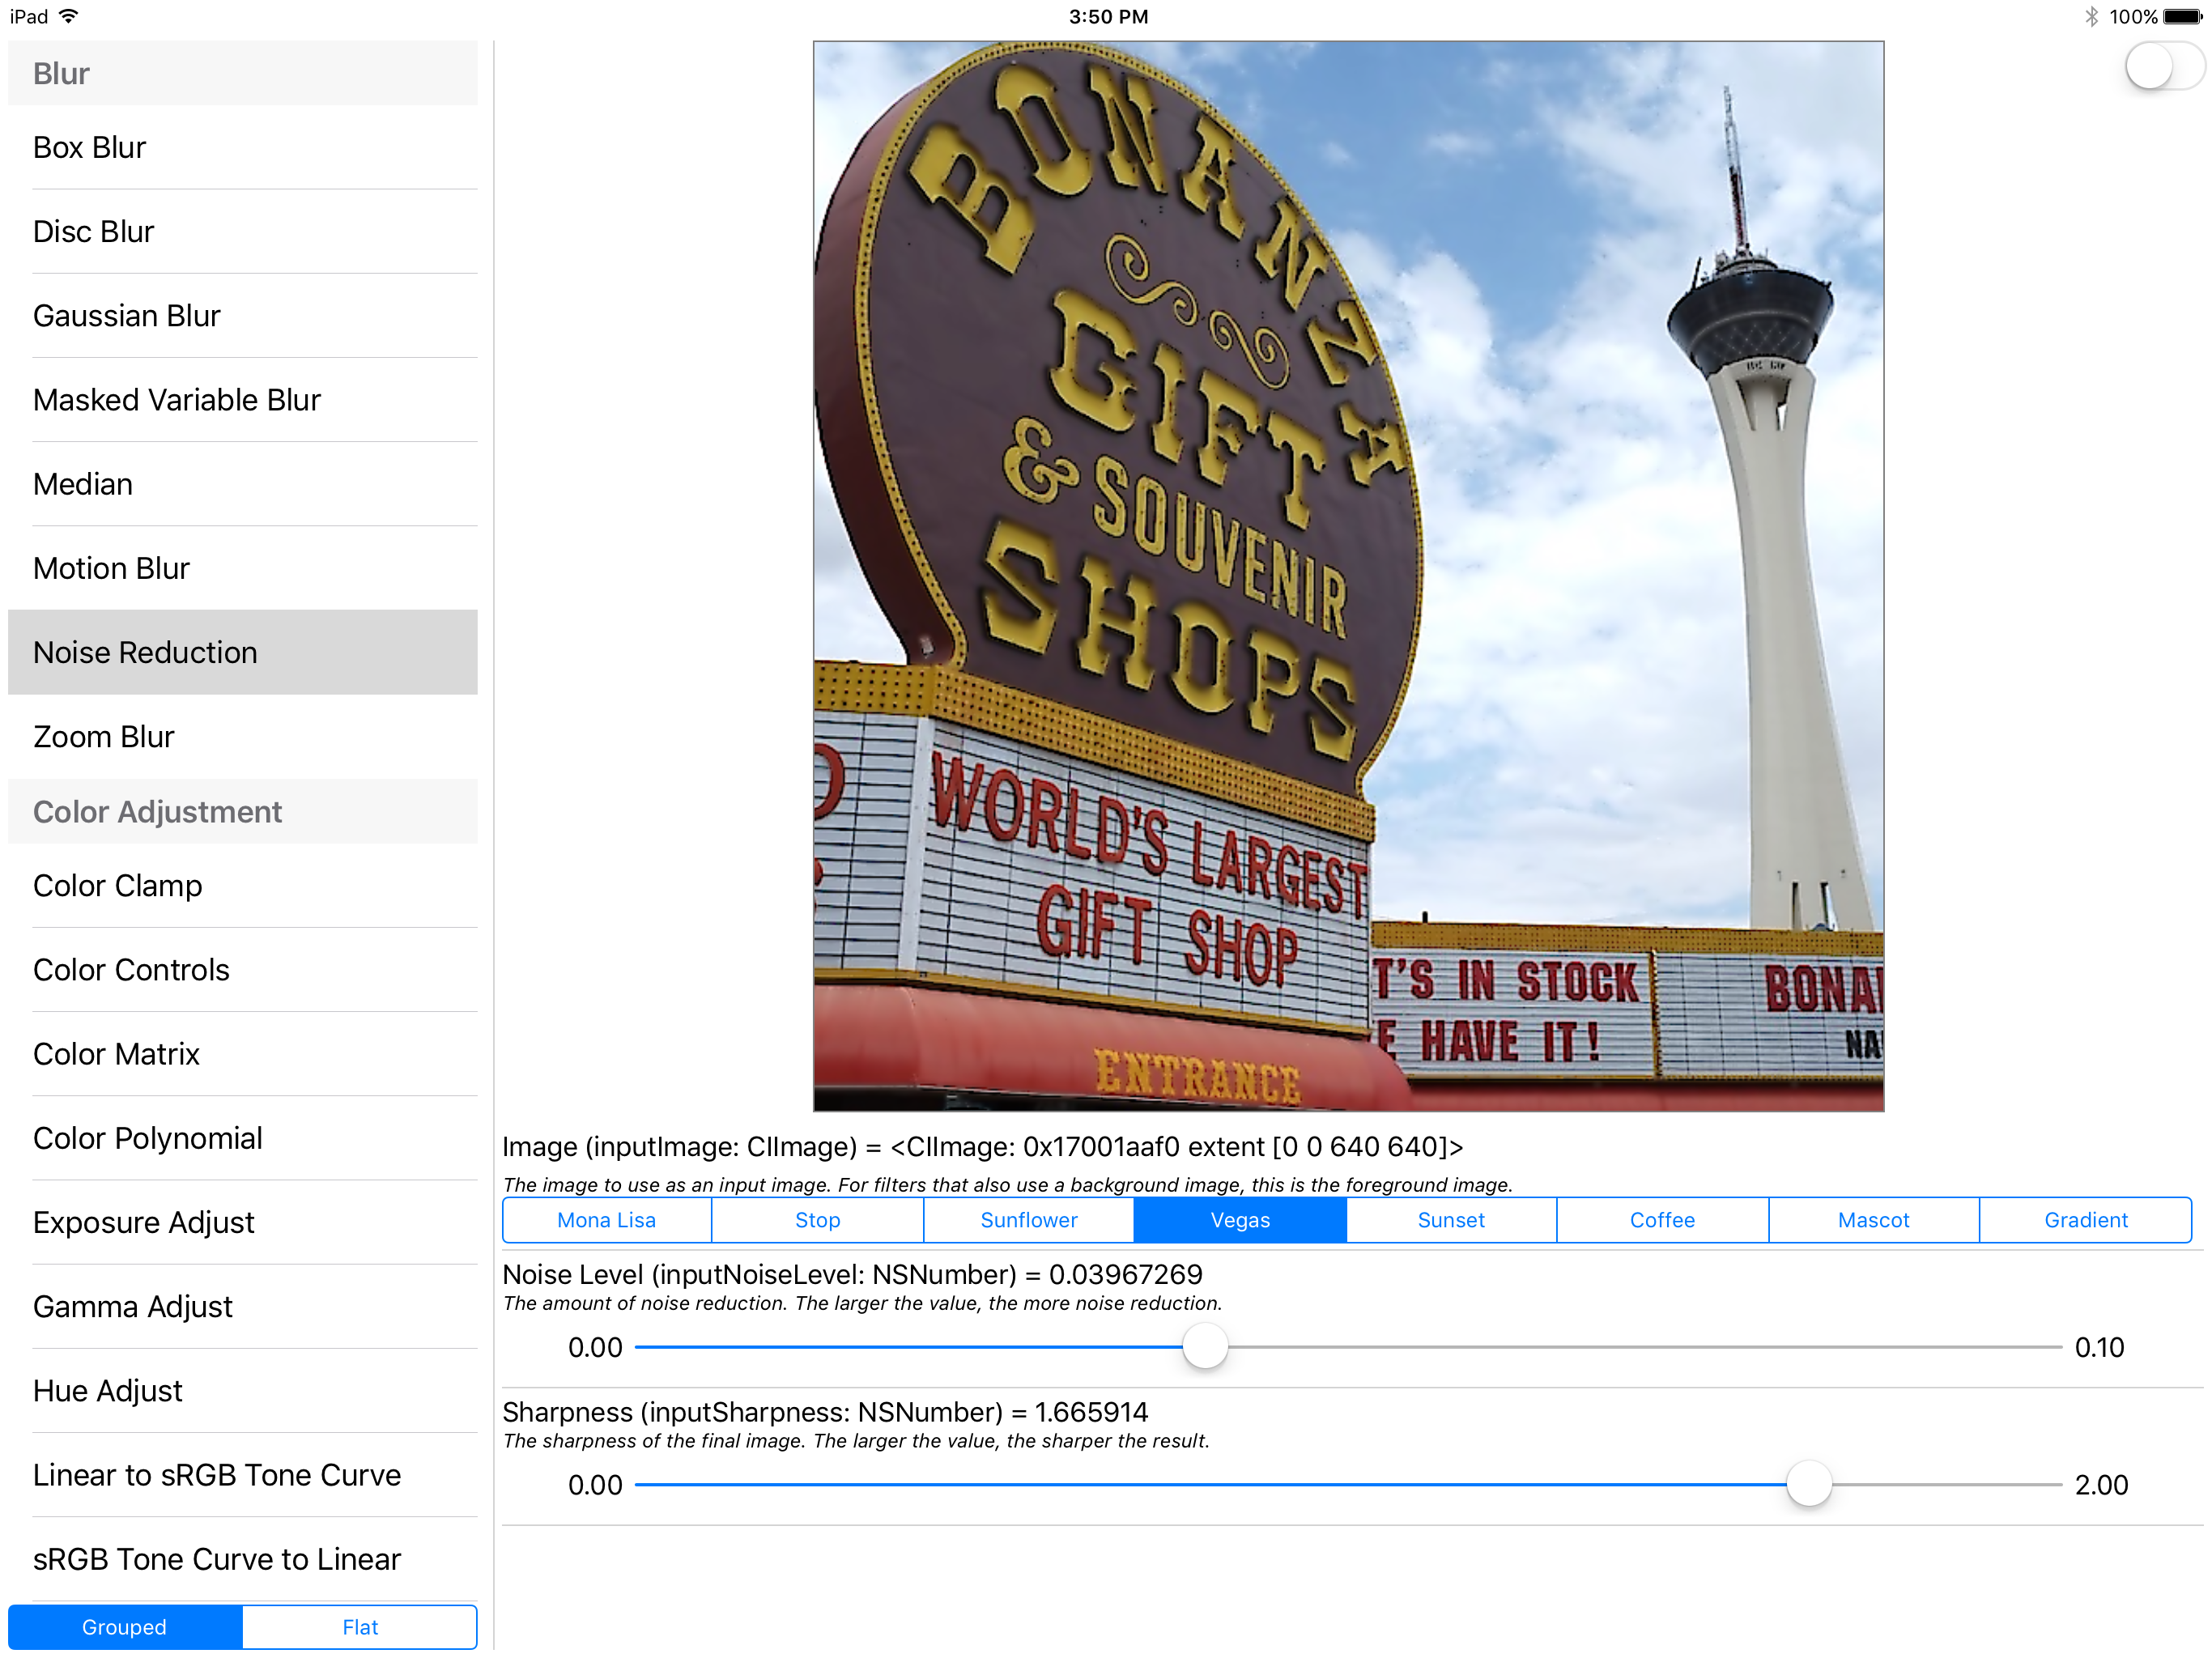 iPad
3:50 PM
100%
Blur
Box Blur
Disc Blur
Gaussian Blur
Masked Variable Blur
Median
Motion Blur
Noise Reduction
Zoom Blur
Color Adjustment
Color Clamp
Color Controls
Color Matrix
Color Polynomial
Exposure Adjust
Gamma Adjust
Hue Adjust
Linear to sRGB Tone Curve
sRGB Tone Curve to Linear
Grouped
Flat
BONANZA
GIFT
& SOUVENIR
SHOPS
WORLD'S LARGEST
GIFT SHOP
ENTRANCE
T'S IN STOCK
E HAVE IT!
BONA
NA
Image (inputImage: CIImage) = <CIImage: 0x17001aaf0 extent [0 0 640 640]>
The image to use as an input image. For filters that also use a background image, this is the foreground image.
Mona Lisa
Stop
Sunflower
Vegas
Sunset
Coffee
Mascot
Gradient
Noise Level (inputNoiseLevel: NSNumber) = 0.03967269
The amount of noise reduction. The larger the value, the more noise reduction.
0.00
0.10
Sharpness (inputSharpness: NSNumber) = 1.665914
The sharpness of the final image. The larger the value, the sharper the result.
0.00
2.00